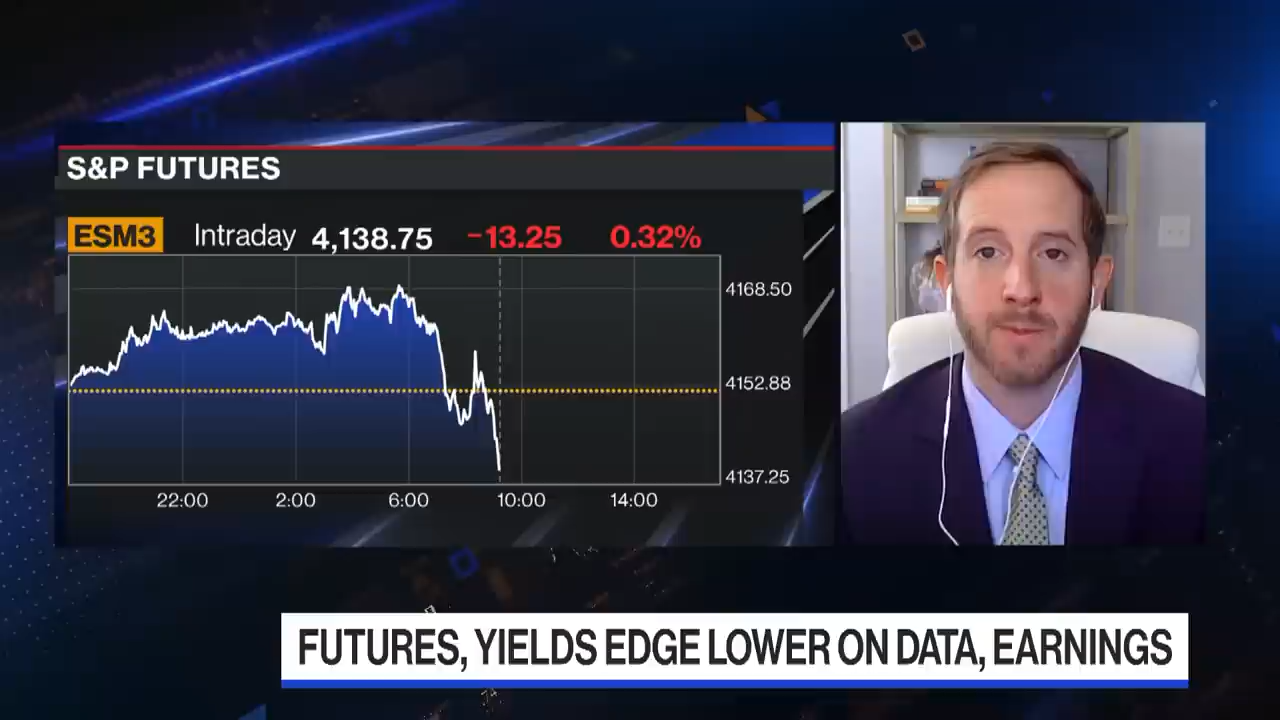 S&P FUTURES
ESM3 Intraday 4,138.75 −13.25 0.32%
4168.50
4152.88
4137.25
22:00 2:00 6:00 10:00 14:00
FUTURES, YIELDS EDGE LOWER ON DATA, EARNINGS